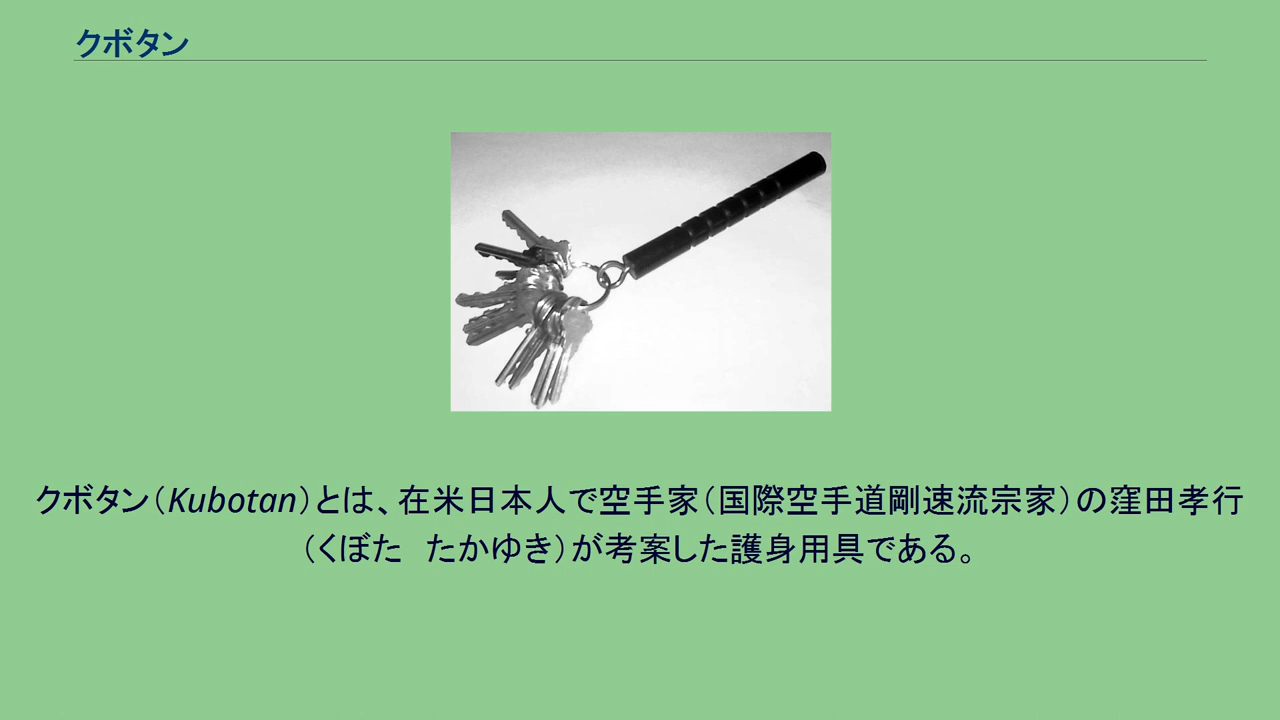 クボタン
クボタン（Kubotan）とは、在米日本人で空手家（国際空手道剛速流宗家）の窪田孝行
（くぼた　たかゆき）が考案した護身用具である。